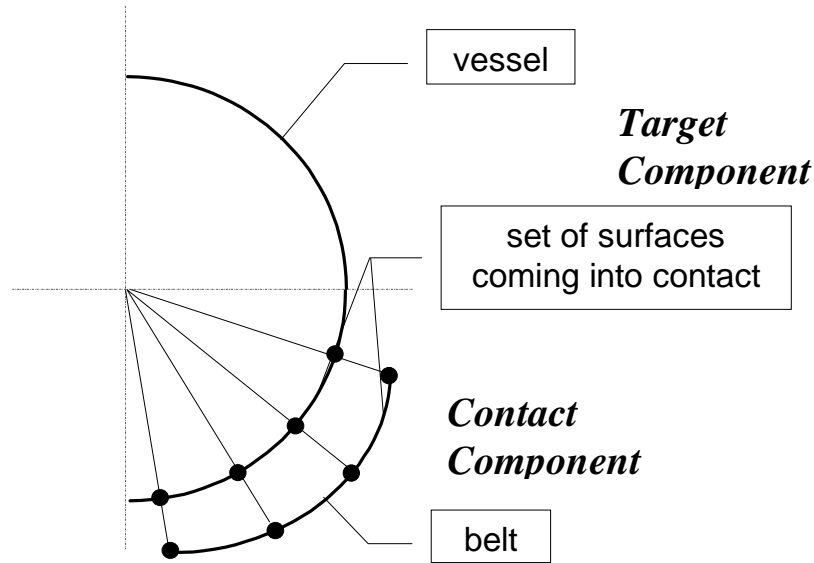 vessel
Target
Component
set of surfaces
coming into contact
Contact
Component
belt